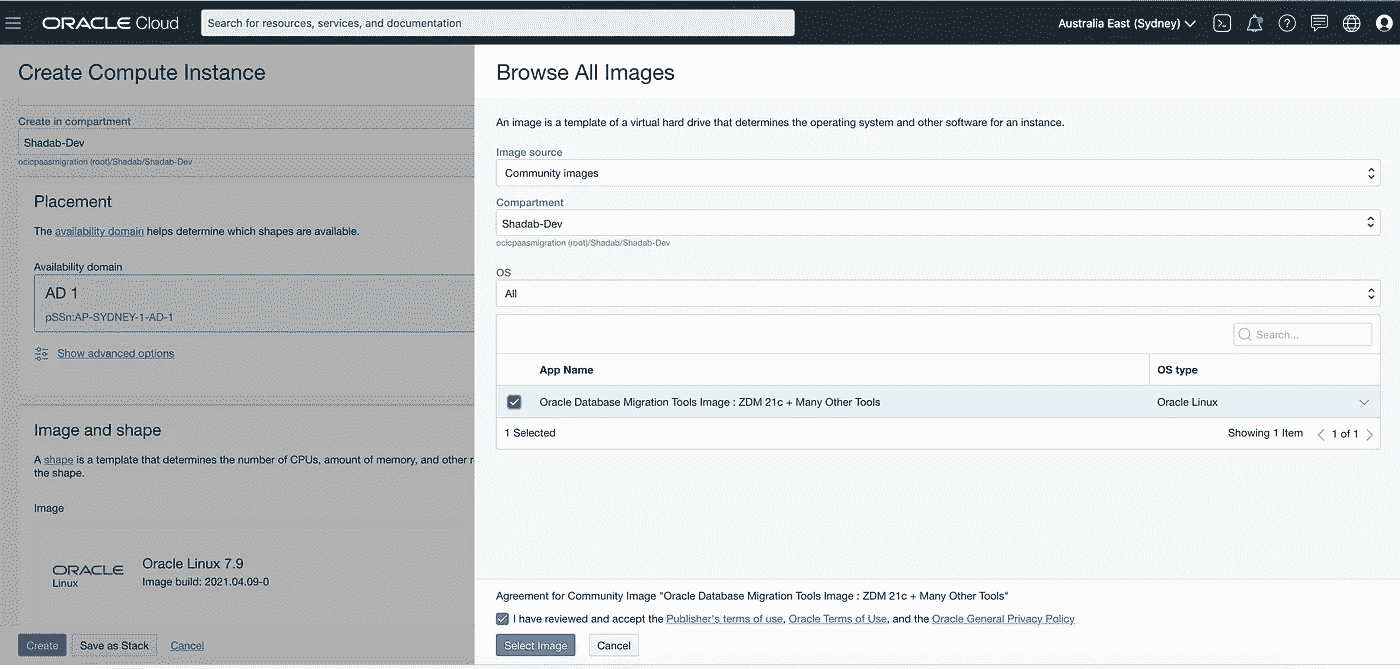 ORACLE Cloud
Search for resources, services, and documentation
Australia East (Sydney)
Create Compute Instance
Create in compartment
Shadab-Dev
ocicpaasmigration (root)/Shadab/Shadab-Dev
Placement
The availability domain helps determine which shapes are available.
Availability domain
AD 1
pSSn:AP-SYDNEY-1-AD-1
Show advanced options
Image and shape
A shape is a template that determines the number of CPUs, amount of memory, and other r
the shape.
Image
ORACLE
Linux
Oracle Linux 7.9
Image build: 2021.04.09-0
Create
Save as Stack
Cancel
Browse All Images
An image is a template of a virtual hard drive that determines the operating system and other software for an instance.
Image source
Community images
Compartment
Shadab-Dev
ocicpaasmigration (root)/Shadab/Shadab-Dev
OS
All
Search...
App Name
OS type
Oracle Database Migration Tools Image : ZDM 21c + Many Other Tools
Oracle Linux
1 Selected
Showing 1 Item
1 of 1
Agreement for Community Image "Oracle Database Migration Tools Image : ZDM 21c + Many Other Tools"
I have reviewed and accept the Publisher's terms of use, Oracle Terms of Use, and the Oracle General Privacy Policy
Select Image
Cancel